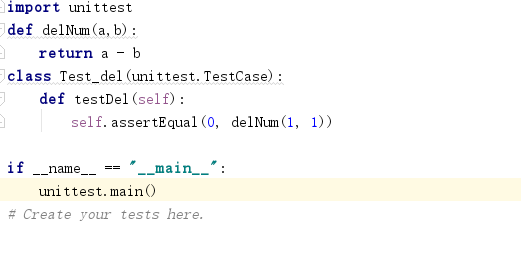 import unittest
def delNum(a,b):
    return a - b
class Test_del(unittest.TestCase):
    def testDel(self):
        self.assertEqual(0, delNum(1, 1))
if __name__ == "__main__":
    unittest.main()
# Create your tests here.